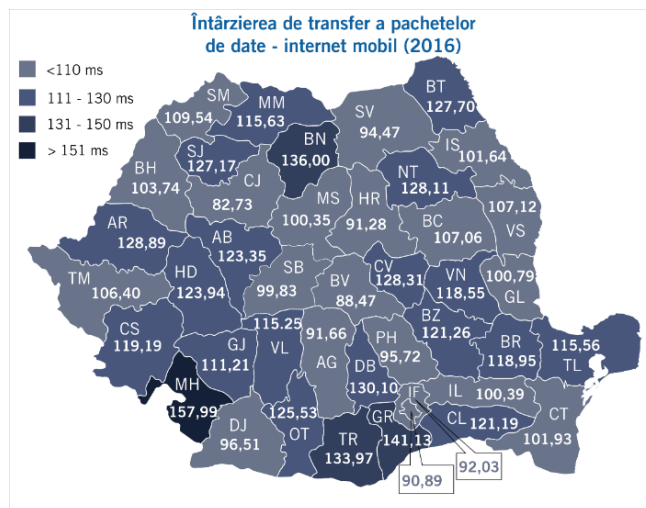 Întârzierea de transfer a pachetelor
de date - internet mobil (2016)
<110 ms
111 - 130 ms
131 - 150 ms
> 151 ms
SM
109,54
MM
115,63
BT
127,70
SV
94,47
BN
136,00
IS
101,64
SJ
127,17
BH
103,74
CJ
82,73
NT
128,11
MS
100,35
HR
91,28
BC
107,06
107,12
VS
AR
128,89
AB
123,35
HD
123,94
TM
106,40
SB
99,83
BV
88,47
CV
128,31
VN
118,55
100,79
GL
CS
119,19
GJ
111,21
115,25
VL
91,66
AG
PH
95,72
BZ
121,26
BR
118,95
115,56
TL
MH
157,99
DB
130,10
IF
IL
100,39
CT
101,93
DJ
96,51
125,53
OT
TR
133,97
GR
141,13
CL
121,19
92,03
90,89